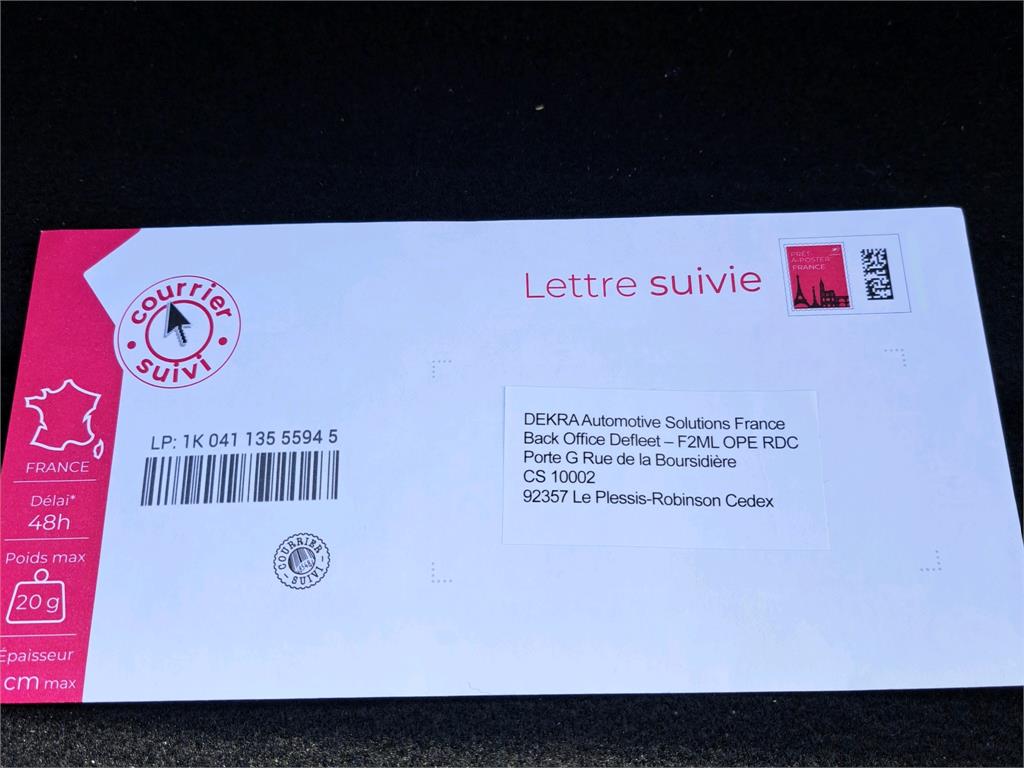 Lettre suivie
PRÊT-
À-POSTER
FRANCE
courrier
suivi
LP: 1K 041 135 5594 5
DEKRA Automotive Solutions France
Back Office Defleet – F2ML OPE RDC
Porte G Rue de la Boursidière
CS 10002
92357 Le Plessis-Robinson Cedex
FRANCE
Délai*
48h
Poids max
20 g
Épaisseur
cm max
COURRIER
SUIVI